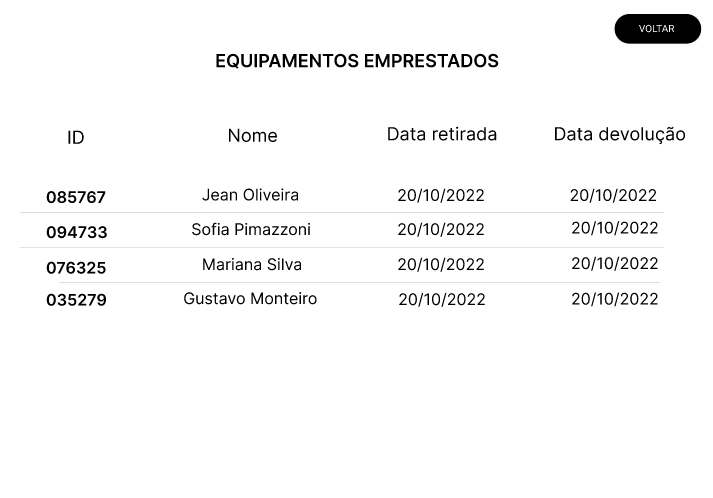 VOLTAR
EQUIPAMENTOS EMPRESTADOS
ID Nome Data retirada Data devolução
085767 Jean Oliveira 20/10/2022 20/10/2022
094733 Sofia Pimazzoni 20/10/2022 20/10/2022
076325 Mariana Silva 20/10/2022 20/10/2022
035279 Gustavo Monteiro 20/10/2022 20/10/2022